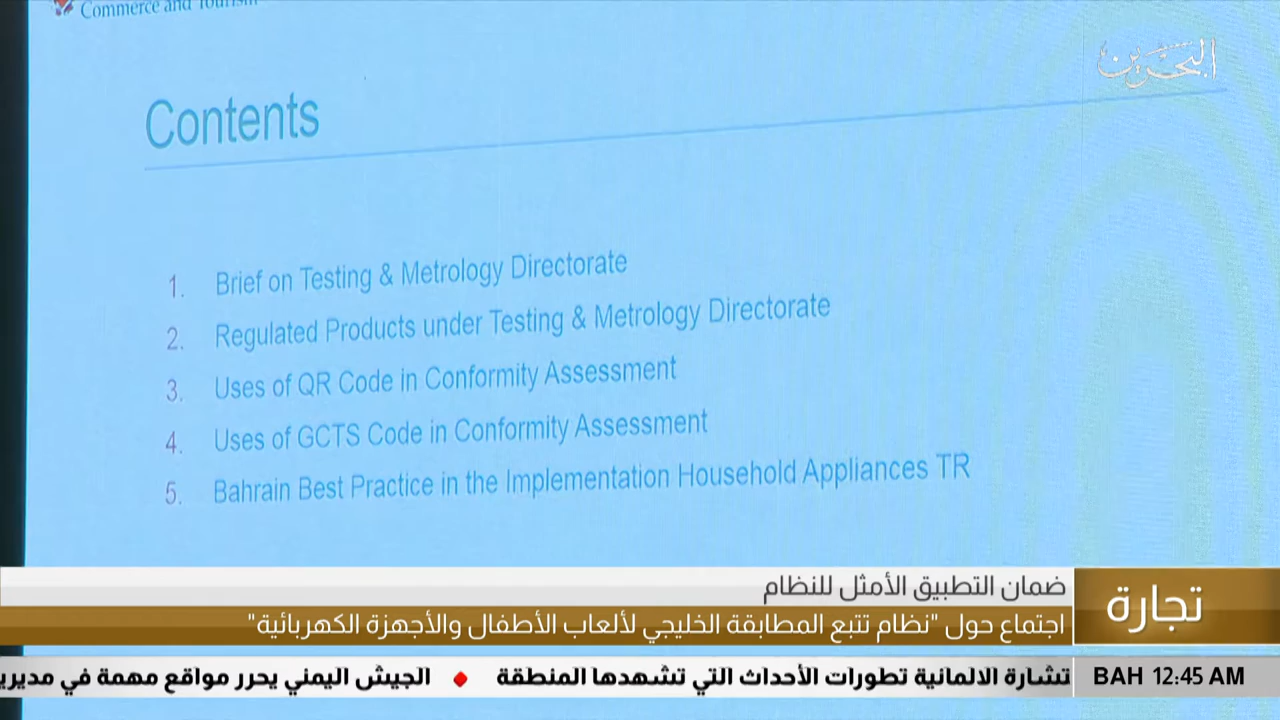 Commerce and Tourism
البحرين
Contents
1. Brief on Testing & Metrology Directorate
2. Regulated Products under Testing & Metrology Directorate
3. Uses of QR Code in Conformity Assessment
4. Uses of GCTS Code in Conformity Assessment
5. Bahrain Best Practice in the Implementation Household Appliances TR
تجارة
ضمان التطبيق الأمثل للنظام
اجتماع حول "نظام تتبع المطابقة الخليجي لألعاب الأطفال والأجهزة الكهربائية"
BAH 12:45 AM
تشارة الالمانية تطورات الأحداث التي تشهدها المنطقة ● الجيش اليمني يحرر مواقع مهمة في